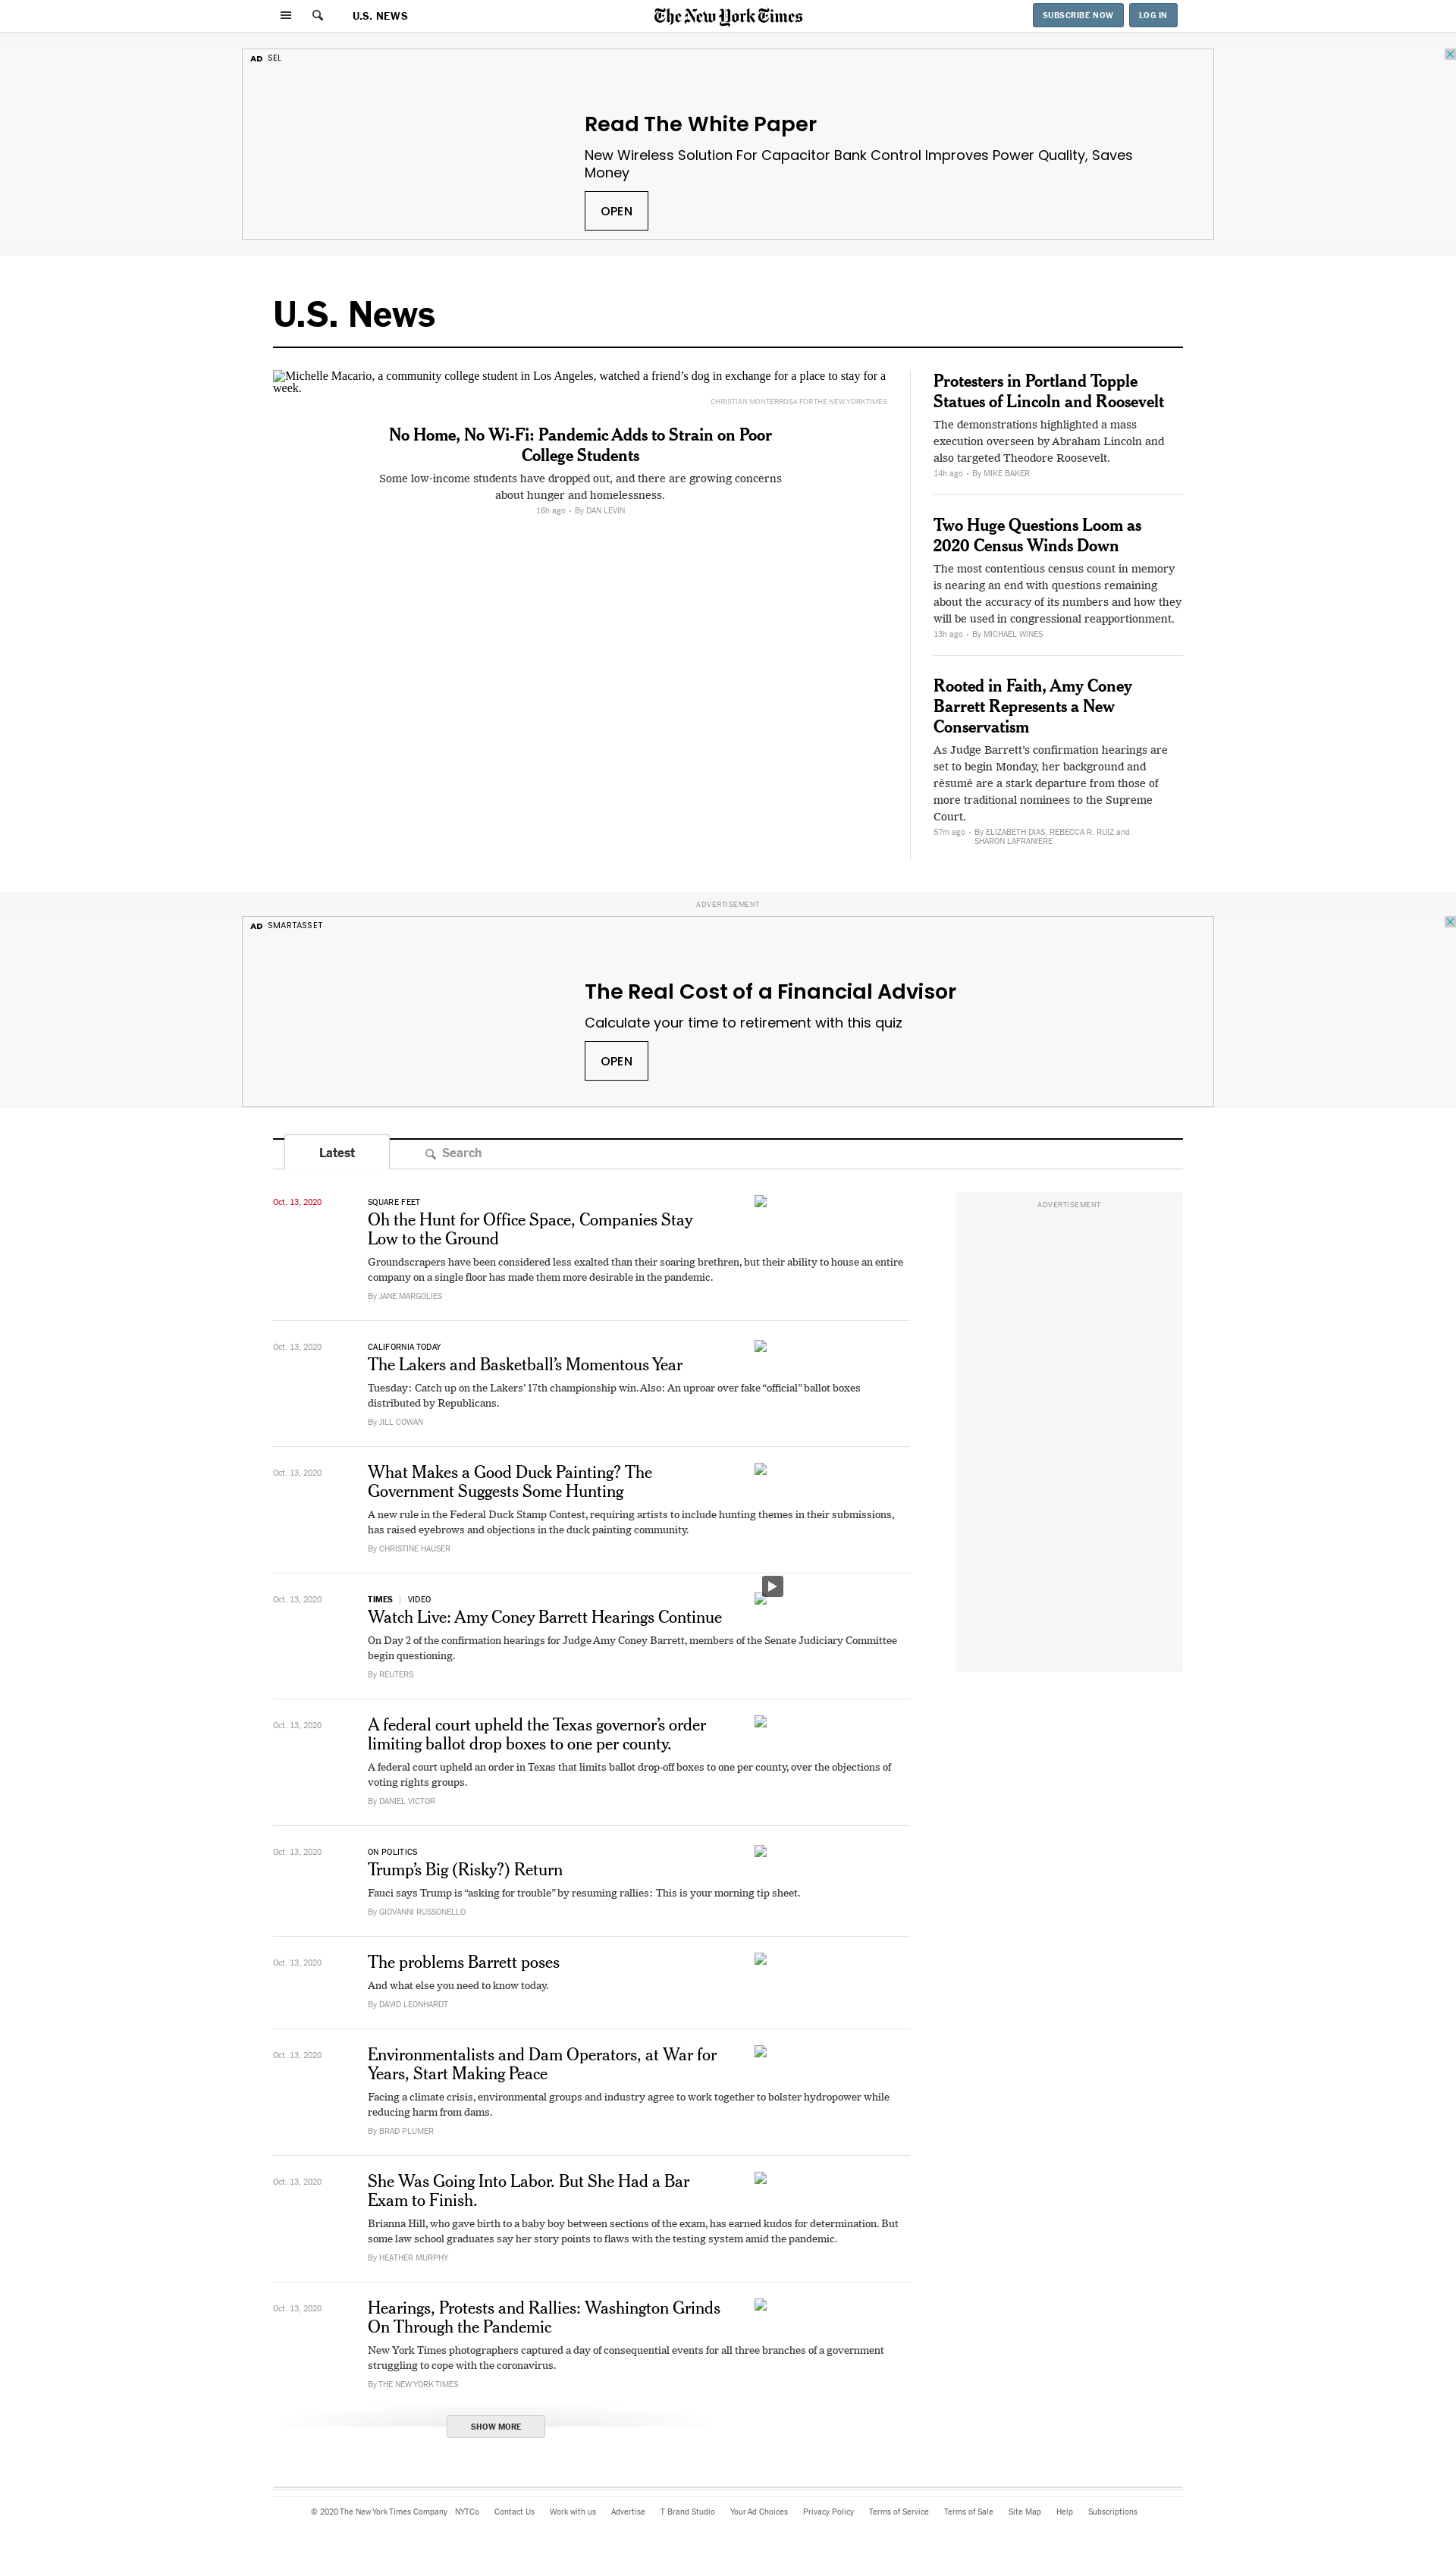 U.S. NEWS
The New York Times
SUBSCRIBE NOW
LOG IN
AD SEL
Read The White Paper
New Wireless Solution For Capacitor Bank Control Improves Power Quality, Saves
Money
OPEN
U.S. News
Michelle Macario, a community college student in Los Angeles, watched a friend’s dog in exchange for a place to stay for a
week.
CHRISTIAN MONTERROSA FOR THE NEW YORK TIMES
No Home, No Wi-Fi: Pandemic Adds to Strain on Poor
College Students
Some low-income students have dropped out, and there are growing concerns
about hunger and homelessness.
16h ago • By DAN LEVIN
Protesters in Portland Topple
Statues of Lincoln and Roosevelt
The demonstrations highlighted a mass
execution overseen by Abraham Lincoln and
also targeted Theodore Roosevelt.
14h ago • By MIKE BAKER
Two Huge Questions Loom as
2020 Census Winds Down
The most contentious census count in memory
is nearing an end with questions remaining
about the accuracy of its numbers and how they
will be used in congressional reapportionment.
13h ago • By MICHAEL WINES
Rooted in Faith, Amy Coney
Barrett Represents a New
Conservatism
As Judge Barrett’s confirmation hearings are
set to begin Monday, her background and
résumé are a stark departure from those of
more traditional nominees to the Supreme
Court.
57m ago • By ELIZABETH DIAS, REBECCA R. RUIZ and
SHARON LAFRANIERE
ADVERTISEMENT
AD SMARTASSET
The Real Cost of a Financial Advisor
Calculate your time to retirement with this quiz
OPEN
Latest
Search
Oct. 13, 2020
SQUARE FEET
Oh the Hunt for Office Space, Companies Stay
Low to the Ground
Groundscrapers have been considered less exalted than their soaring brethren, but their ability to house an entire
company on a single floor has made them more desirable in the pandemic.
By JANE MARGOLIES
ADVERTISEMENT
Oct. 13, 2020
CALIFORNIA TODAY
The Lakers and Basketball’s Momentous Year
Tuesday: Catch up on the Lakers’ 17th championship win. Also: An uproar over fake “official” ballot boxes
distributed by Republicans.
By JILL COWAN
Oct. 13, 2020
What Makes a Good Duck Painting? The
Government Suggests Some Hunting
A new rule in the Federal Duck Stamp Contest, requiring artists to include hunting themes in their submissions,
has raised eyebrows and objections in the duck painting community.
By CHRISTINE HAUSER
Oct. 13, 2020
TIMES | VIDEO
Watch Live: Amy Coney Barrett Hearings Continue
On Day 2 of the confirmation hearings for Judge Amy Coney Barrett, members of the Senate Judiciary Committee
begin questioning.
By REUTERS
Oct. 13, 2020
A federal court upheld the Texas governor’s order
limiting ballot drop boxes to one per county.
A federal court upheld an order in Texas that limits ballot drop-off boxes to one per county, over the objections of
voting rights groups.
By DANIEL VICTOR
Oct. 13, 2020
ON POLITICS
Trump’s Big (Risky?) Return
Fauci says Trump is “asking for trouble” by resuming rallies: This is your morning tip sheet.
By GIOVANNI RUSSONELLO
Oct. 13, 2020
The problems Barrett poses
And what else you need to know today.
By DAVID LEONHARDT
Oct. 13, 2020
Environmentalists and Dam Operators, at War for
Years, Start Making Peace
Facing a climate crisis, environmental groups and industry agree to work together to bolster hydropower while
reducing harm from dams.
By BRAD PLUMER
Oct. 13, 2020
She Was Going Into Labor. But She Had a Bar
Exam to Finish.
Brianna Hill, who gave birth to a baby boy between sections of the exam, has earned kudos for determination. But
some law school graduates say her story points to flaws with the testing system amid the pandemic.
By HEATHER MURPHY
Oct. 13, 2020
Hearings, Protests and Rallies: Washington Grinds
On Through the Pandemic
New York Times photographers captured a day of consequential events for all three branches of a government
struggling to cope with the coronavirus.
By THE NEW YORK TIMES
SHOW MORE
© 2020 The New York Times Company NYTCo Contact Us Work with us Advertise T Brand Studio Your Ad Choices Privacy Policy Terms of Service Terms of Sale Site Map Help Subscriptions